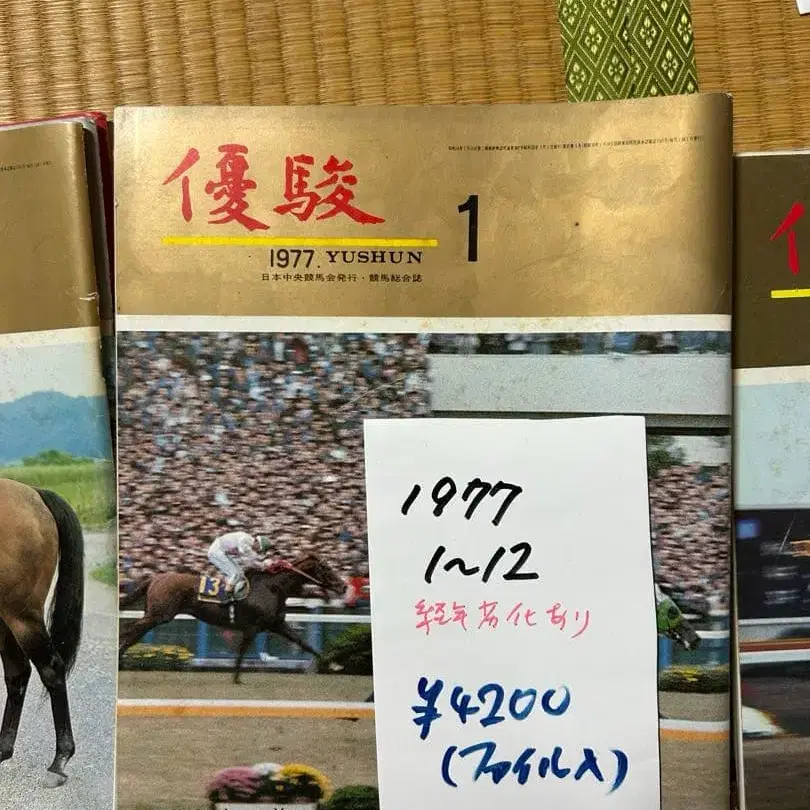 優駿
1977. YUSHUN 1
日本中央競馬会発行・競馬総合誌
13
1977
1~12
経年劣化あり
¥4200
(ファイル入)